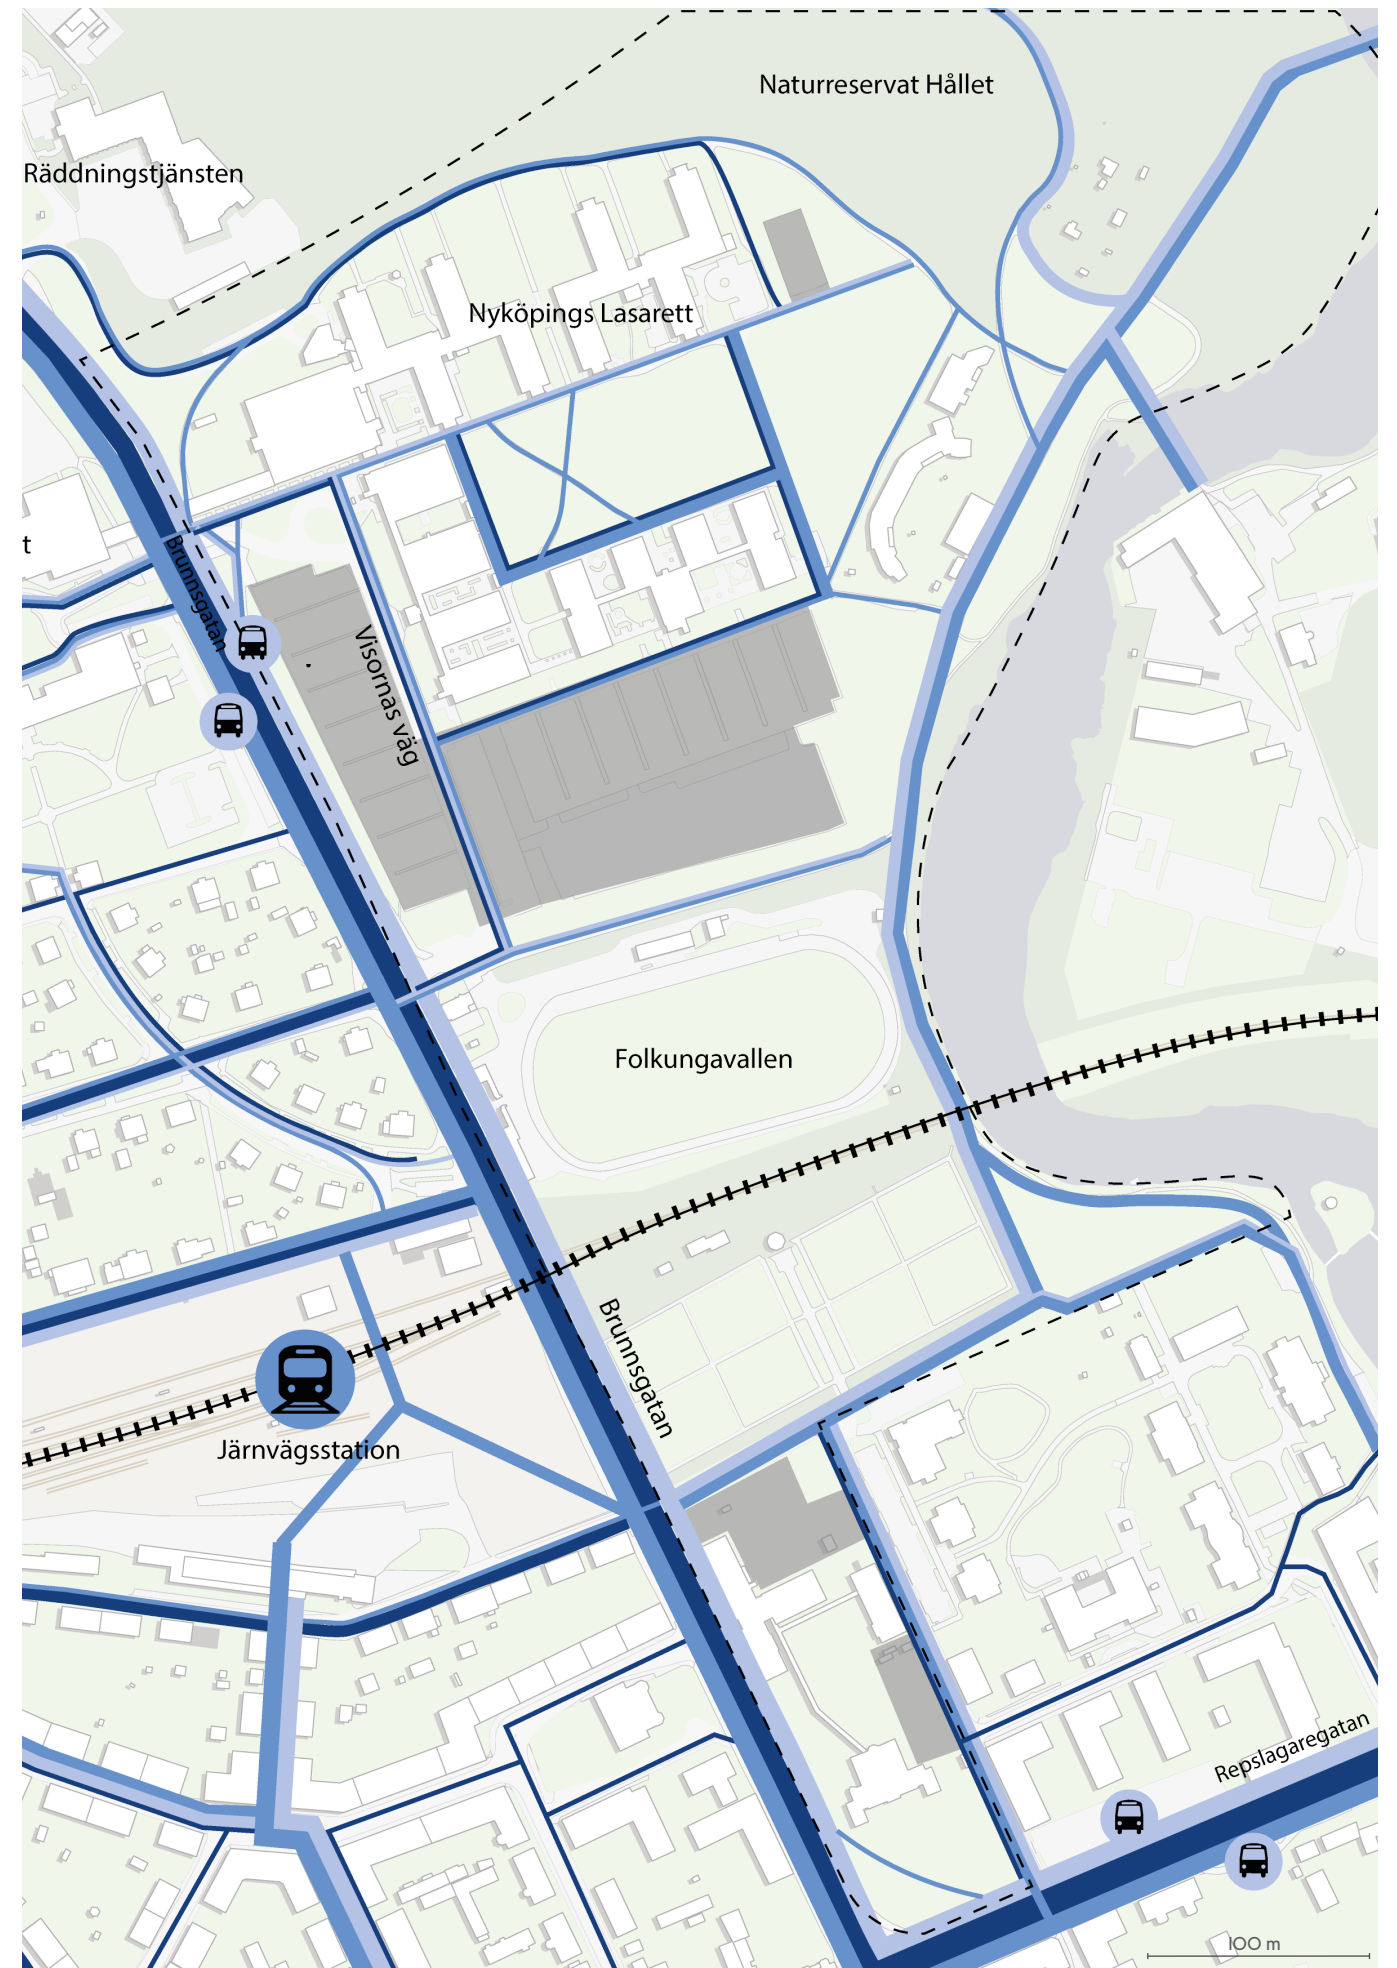 Naturreservat Hållet
Räddningstjänsten
Nyköpings Lasarett
t
Brunnsgatan
Visornas väg
Folkungavallen
Brunnsgatan
Järnvägsstation
Repslagaregatan
100 m